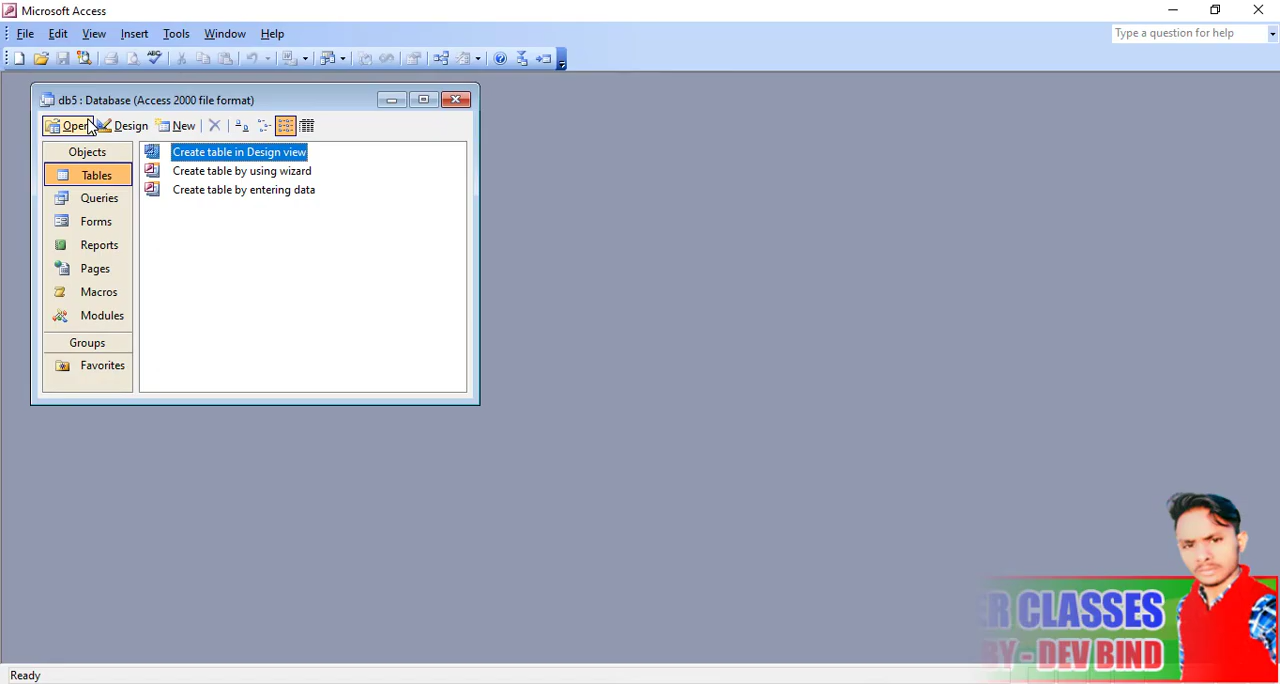 Microsoft Access
File Edit View Insert Tools Window Help
Type a question for help
db5 : Database (Access 2000 file format)
Open Design New
Objects
Tables
Queries
Forms
Reports
Pages
Macros
Modules
Groups
Favorites
Create table in Design view
Create table by using wizard
Create table by entering data
CLASSES
BY - DEV BIND
Ready